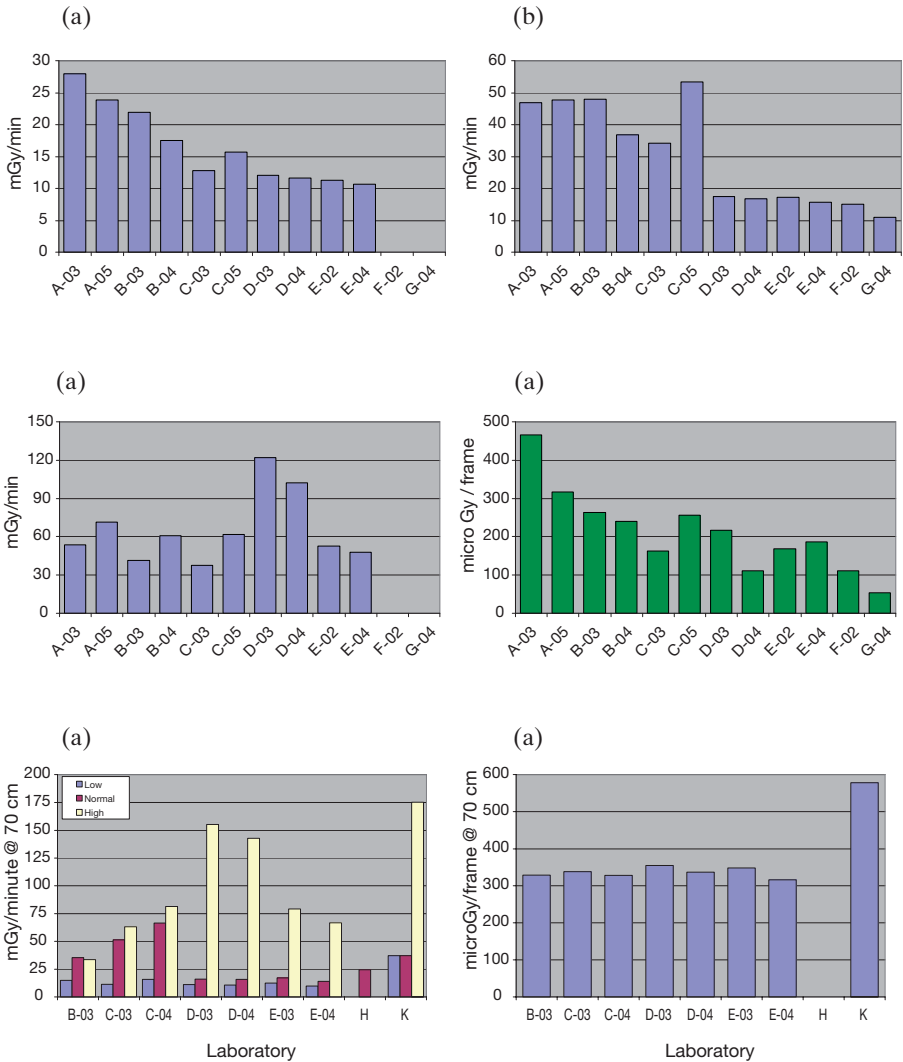 (a)
(b)
mGy/min
30
25
20
15
10
5
0
A-03
A-05
B-03
B-04
C-03
C-05
D-03
D-04
E-02
E-04
F-02
G-04
mGy/min
60
50
40
30
20
10
0
A-03
A-05
B-03
B-04
C-03
C-05
D-03
D-04
E-02
E-04
F-02
G-04
(a)
(a)
mGy/min
150
120
90
60
30
0
A-03
A-05
B-03
B-04
C-03
C-05
D-03
D-04
E-02
E-04
F-02
G-04
micro Gy / frame
500
400
300
200
100
0
A-03
A-05
B-03
B-04
C-03
C-05
D-03
D-04
E-02
E-04
F-02
G-04
(a)
(a)
mGy/minute @ 70 cm
200
175
150
125
100
75
50
25
0
Low
Normal
High
B-03 C-03 C-04 D-03 D-04 E-03 E-04 H K
Laboratory
microGy/frame @ 70 cm
600
500
400
300
200
100
0
B-03 C-03 C-04 D-03 D-04 E-03 E-04 H K
Laboratory